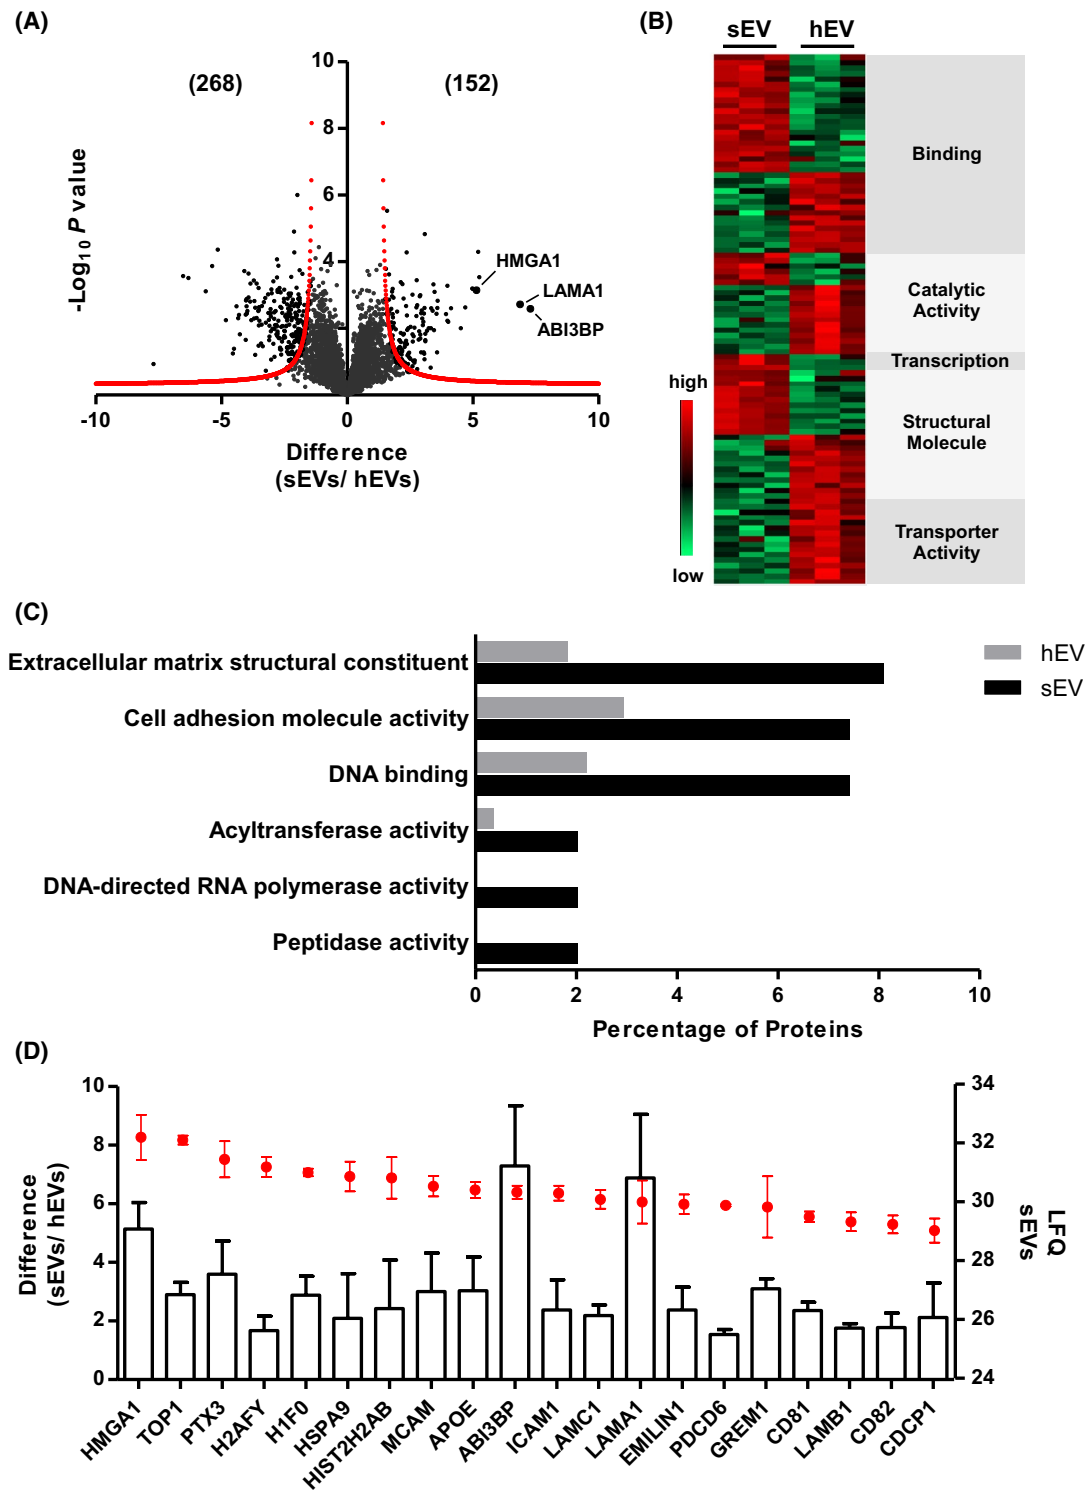 (A)
(268)
(152)
10
8
6
4
2
-Log10 P value
HMGA1
LAMA1
ABI3BP
-10
-5
0
5
10
Difference
(sEVs/ hEVs)
(B)
sEV
hEV
Binding
Catalytic
Activity
Transcription
Structural
Molecule
Transporter
Activity
high
low
(C)
Extracellular matrix structural constituent
Cell adhesion molecule activity
DNA binding
Acyltransferase activity
DNA-directed RNA polymerase activity
Peptidase activity
hEV
sEV
0
2
4
6
8
10
Percentage of Proteins
(D)
Difference
(sEVs/ hEVs)
10
8
6
4
2
0
34
32
30
28
26
24
LFQ
sEVs
HMGA1
TOP1
PTX3
H2AFY
H1F0
HSPA9
HIST2H2AB
MCAM
APOE
ABI3BP
ICAM1
LAMC1
LAMA1
EMILIN1
PDCD6
GREM1
CD81
LAMB1
CD82
CDCP1